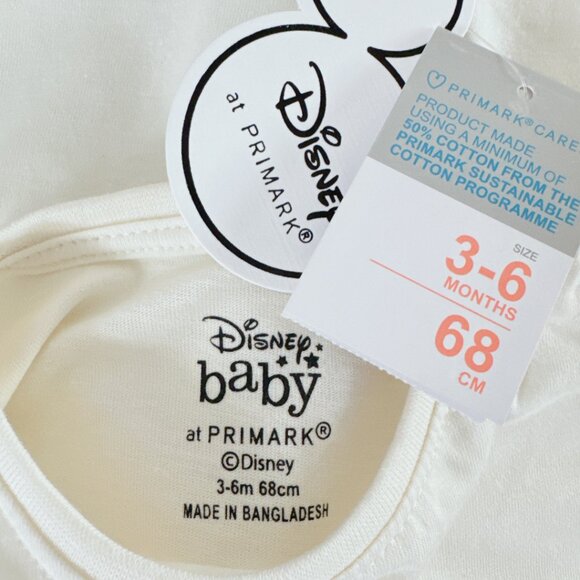 Disney
at PRIMARK®
PRIMARK® CARE
PRODUCT MADE
USING A MINIMUM OF
50% COTTON FROM THE
PRIMARK SUSTAINABLE
COTTON PROGRAMME
SIZE
3-6
MONTHS
68
CM
Disney
baby
at PRIMARK®
©Disney
3-6m 68cm
MADE IN BANGLADESH